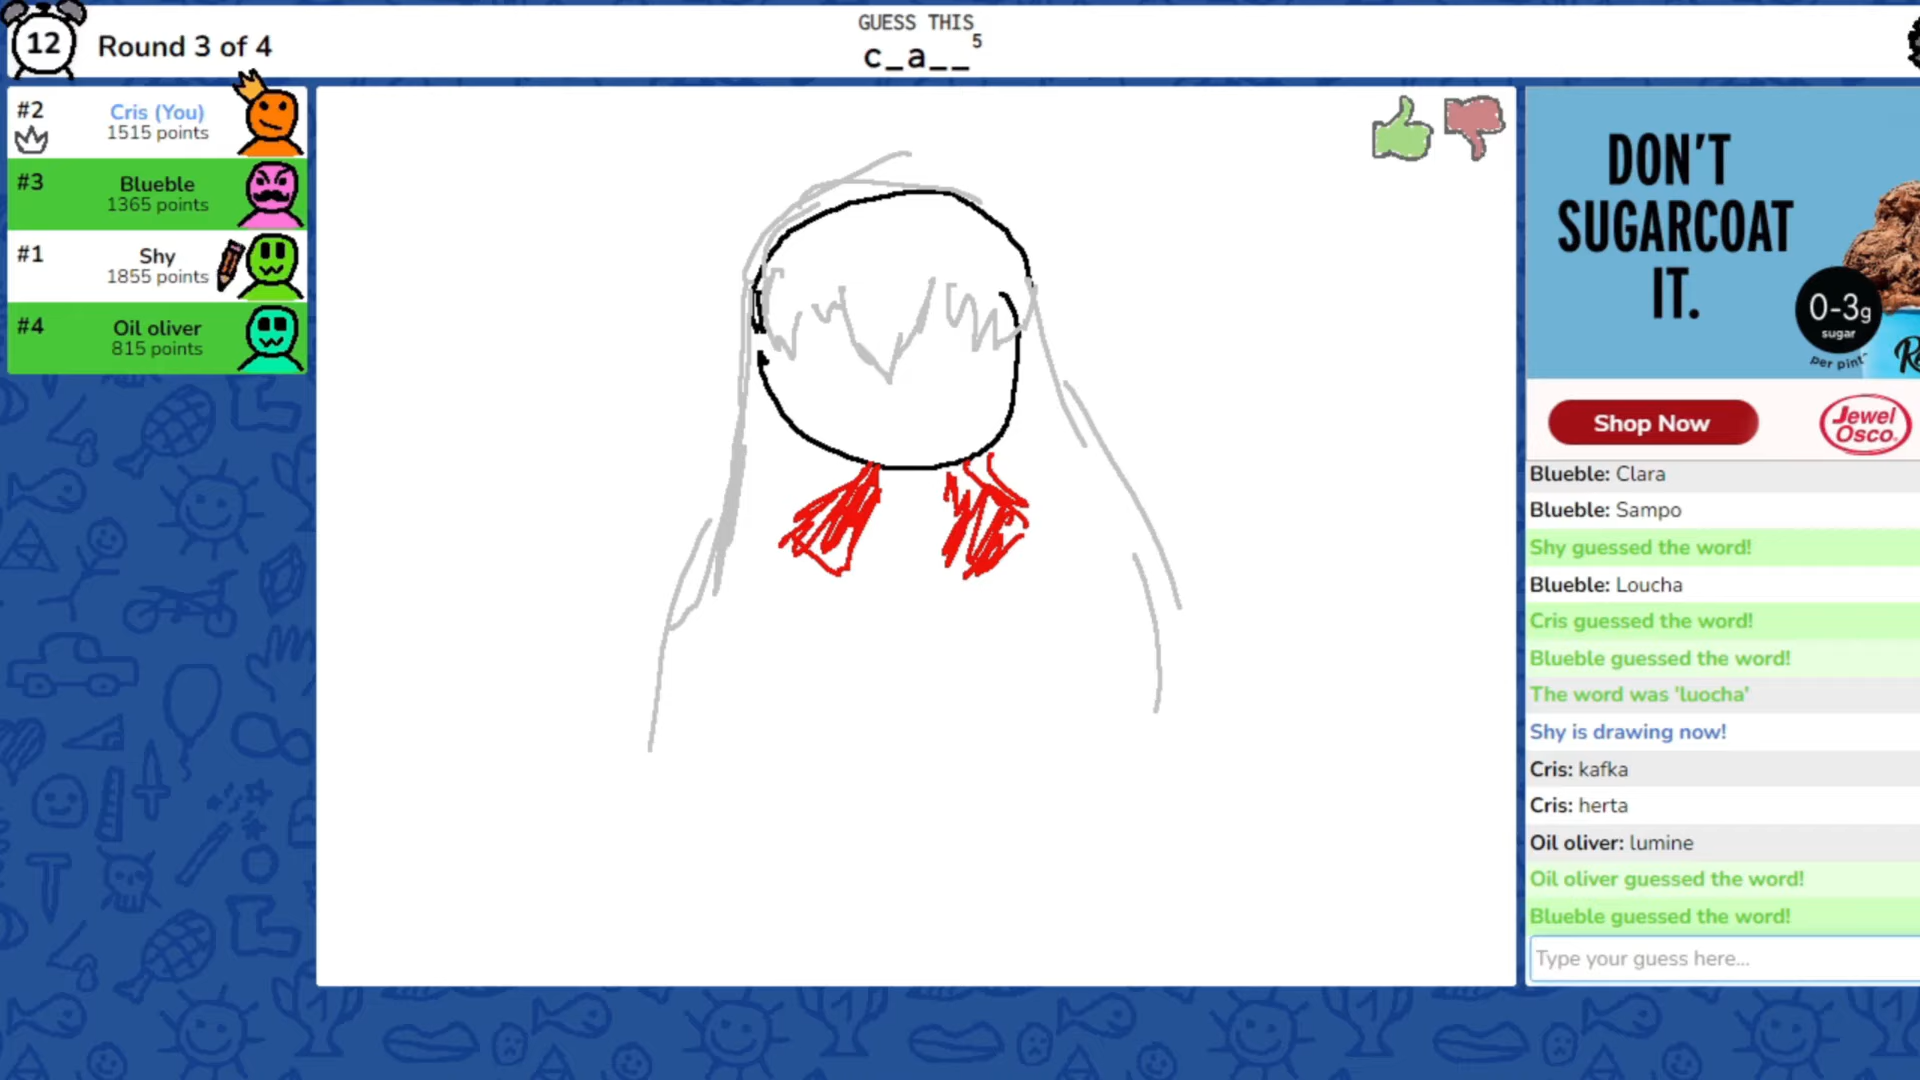 12
Round 3 of 4
GUESS THIS
c_a__ 5
#2
Cris (You)
1515 points
#3
Blueble
1365 points
#1
Shy
1855 points
#4
Oil oliver
815 points
DON'T
SUGARCOAT
IT.
0-3g
sugar
per pint
Shop Now
Jewel
Osco.
Blueble: Clara
Blueble: Sampo
Shy guessed the word!
Blueble: Loucha
Cris guessed the word!
Blueble guessed the word!
The word was 'luocha'
Shy is drawing now!
Cris: kafka
Cris: herta
Oil oliver: lumine
Oil oliver guessed the word!
Blueble guessed the word!
Type your guess here...